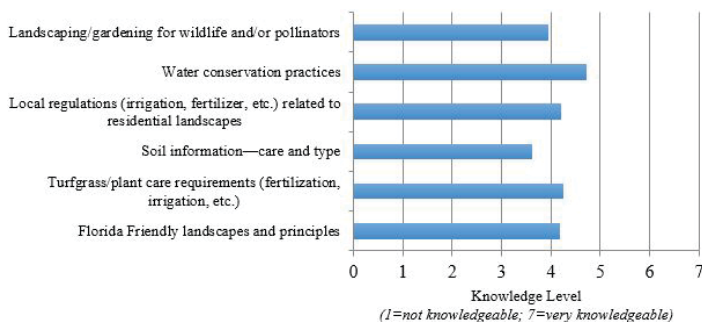 Landscaping/gardening for wildlife and/or pollinators
Water conservation practices
Local regulations (irrigation, fertilizer, etc.) related to
residential landscapes
Soil information—care and type
Turfgrass/plant care requirements (fertilization,
irrigation, etc.)
Florida Friendly landscapes and principles
0 1 2 3 4 5 6 7
Knowledge Level
(1=not knowledgeable; 7=very knowledgeable)